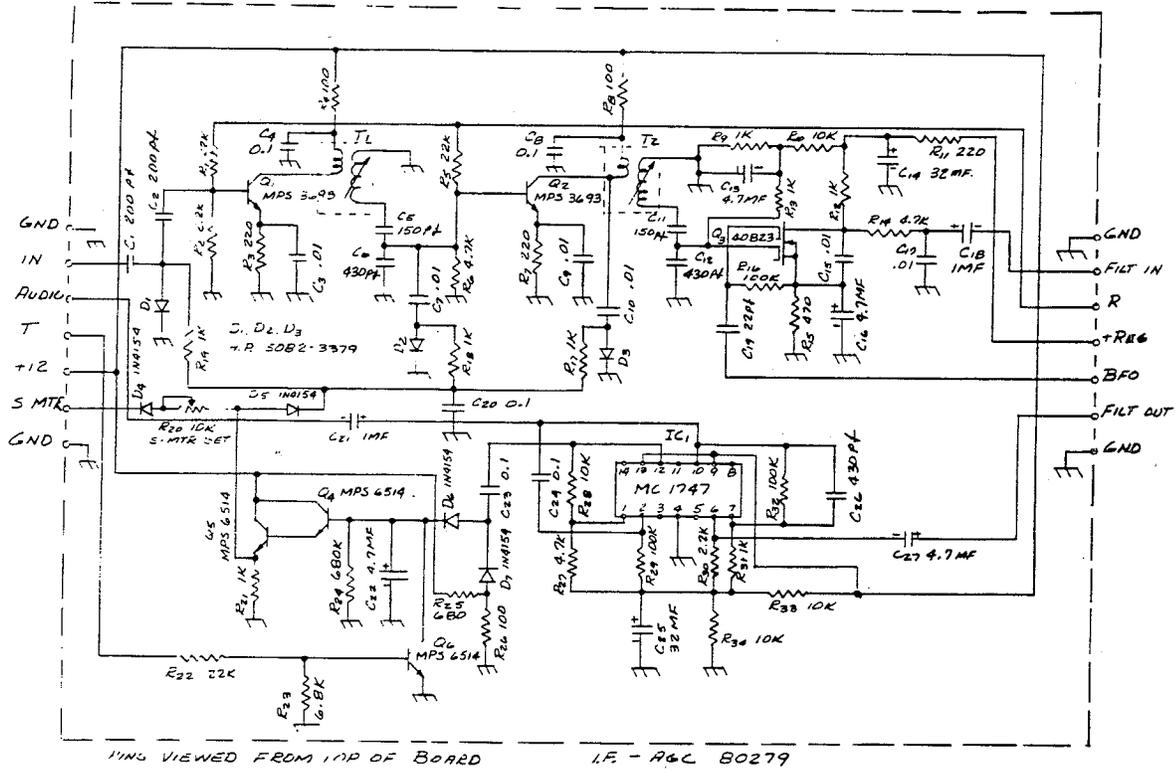 R4 100
R8 100
C4
0.1
T1
C8
0.1
T2
R9 1K
R10 10K
R11 220
C14 32MF.
C13
4.7MF
R13 1K
R12 1K
C2 200pf
C1 200 Pf
Q1
MPS 3693
R5 22K
Q2
MPS 3693
C5
150Pf
C11
150Pf
Q3
40823
R14 4.7K
C17
.01
C18
1MF
GND
IN
AUDIO
T
+12
S MTR
GND
R2 2.2K
R3 220
C3 .01
C6
430Pf
C7 .01
R6 4.7K
R7 220
C9 .01
C10 .01
C12
430Pf
R16
100K
C15 .01
C19 22Pf
R15 470
C16 4.7MF
GND
FILT IN
R
+REG
BFO
FILT OUT
GND
D1
R19 1K
D1, D2, D3
H.P. 5082-3379
D2
R18 1K
R17 1K
D3
D4 1N4154
R20 10K
S-MTR SET
D5 1N4154
C20 0.1
C21 1MF
IC1
14 13 12 11 10 9 8
MC 1747
1 2 3 4 5 6 7
Q4 MPS 6514
Q5
MPS 6514
D6 1N4154
C23 0.1
C24 0.1
R28 10K
R32 100K
C26 430Pf
R21 1K
R24 680K
C22 4.7MF
D7 1N4154
R25
680
R26 100
R27 4.7K
R29 100K
R30 2.2K
R31 1K
C27 4.7MF
R33 10K
C25
32MF
R34 10K
Q6
MPS 6514
R22 22K
R23
6.8K
VIEWED FROM TOP OF BOARD
I.F. - AGC 80279